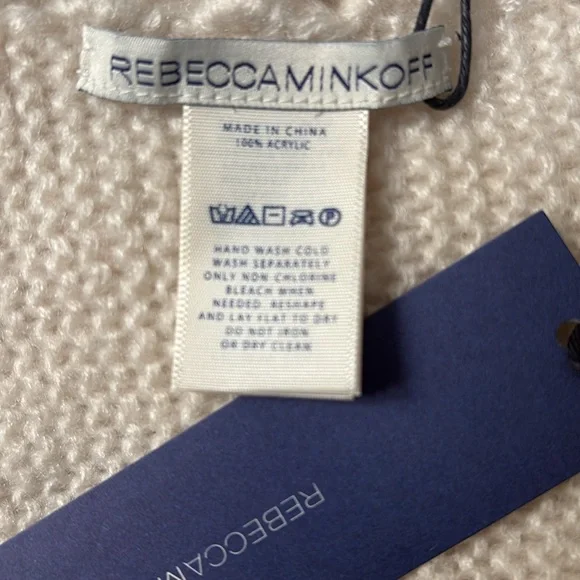 REBECCAMINKOFF
MADE IN CHINA
100% ACRYLIC
HAND WASH COLD
WASH SEPARATELY
ONLY NON CHLORINE
BLEACH WHEN
NEEDED. RESHAPE
AND LAY FLAT TO DRY
DO NOT IRON
OR DRY CLEAN
REBECCAMI